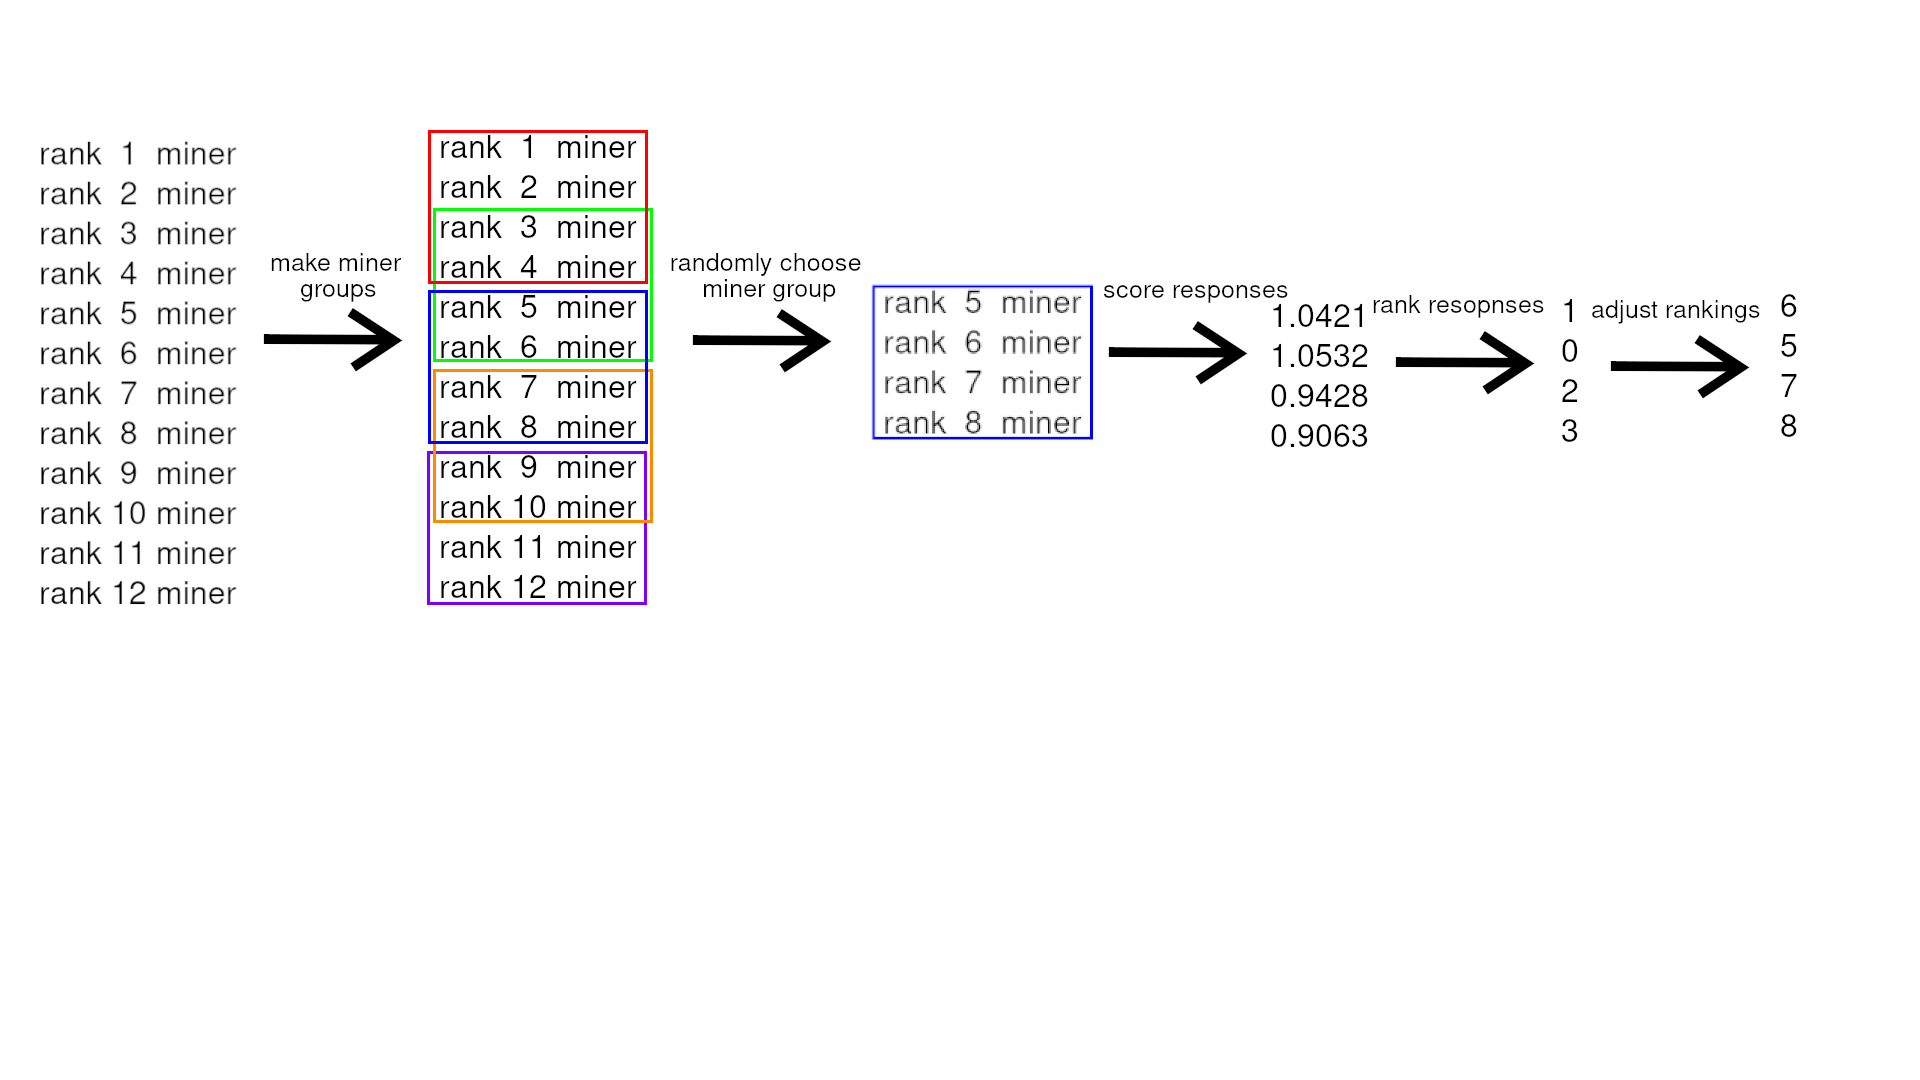 rank 1 miner
rank 2 miner
rank 3 miner
rank 4 miner
rank 5 miner
rank 6 miner
rank 7 miner
rank 8 miner
rank 9 miner
rank 10 miner
rank 11 miner
rank 12 miner
make miner
groups
rank 1 miner
rank 2 miner
rank 3 miner
rank 4 miner
rank 5 miner
rank 6 miner
rank 7 miner
rank 8 miner
rank 9 miner
rank 10 miner
rank 11 miner
rank 12 miner
randomly choose
miner group
rank 5 miner
rank 6 miner
rank 7 miner
rank 8 miner
score responses
1.0421
1.0532
0.9428
0.9063
rank resopnses
1
0
2
3
adjust rankings
6
5
7
8